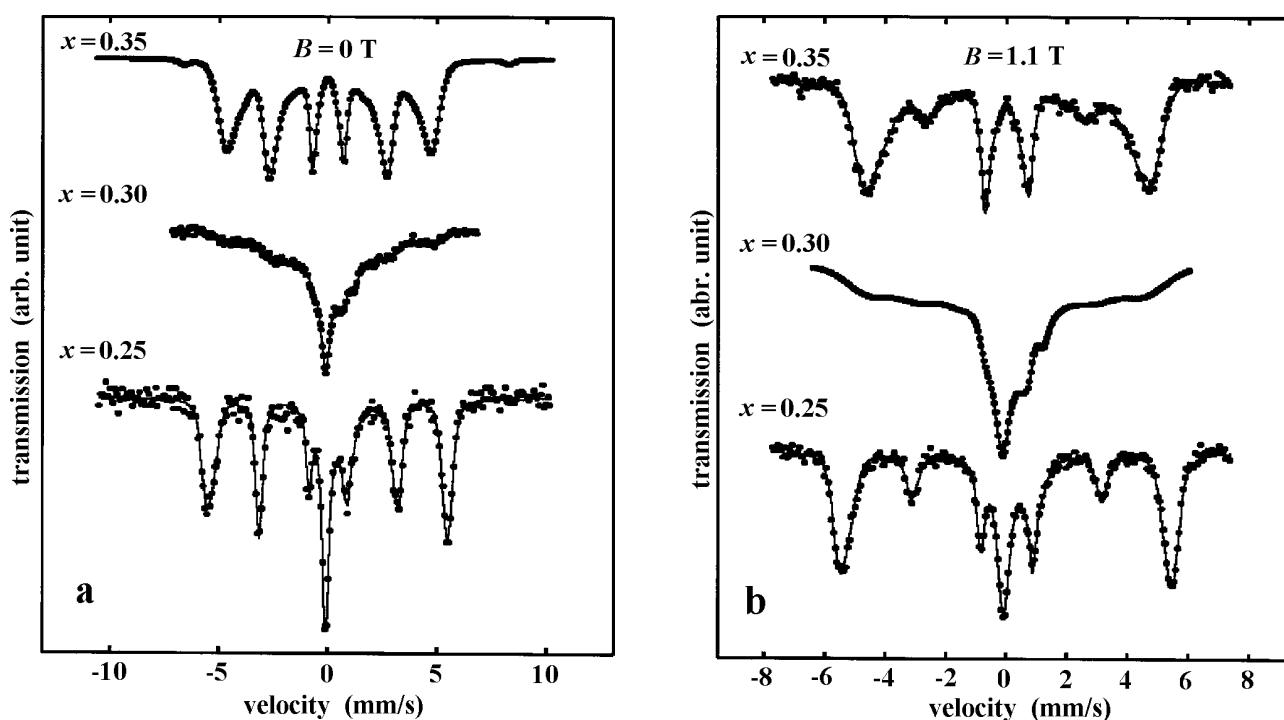 x=0.35
B=0 T
x=0.30
x=0.25
transmission (arb. unit)
a
-10 -5 0 5 10
velocity (mm/s)
x=0.35
B=1.1 T
x=0.30
x=0.25
transmission (abr. unit)
b
-8 -6 -4 -2 0 2 4 6 8
velocity (mm/s)